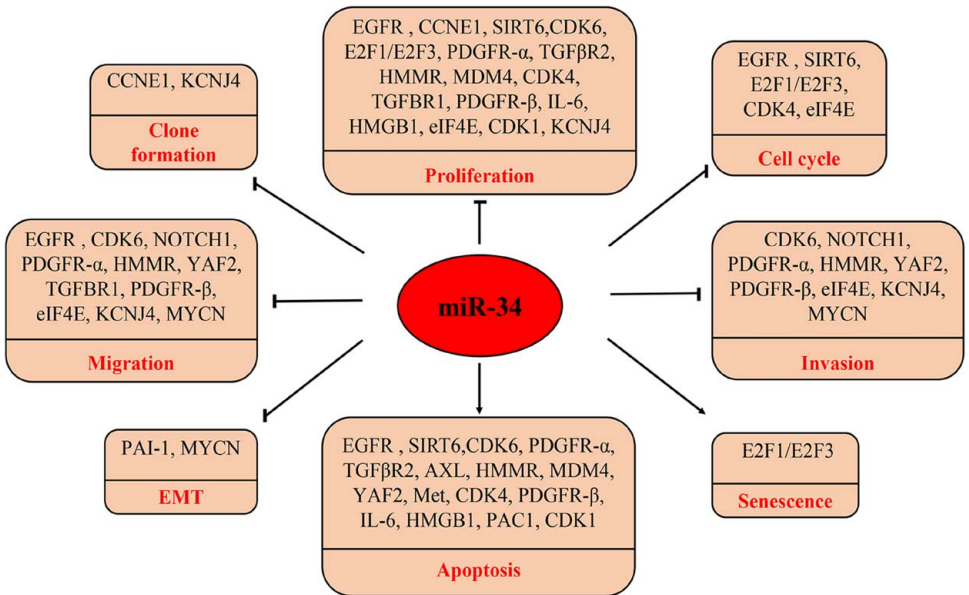 CCNE1, KCNJ4
Clone
formation
EGFR , CCNE1, SIRT6,CDK6,
E2F1/E2F3, PDGFR-α, TGFβR2,
HMMR, MDM4, CDK4,
TGFBR1, PDGFR-β, IL-6,
HMGB1, eIF4E, CDK1, KCNJ4
Proliferation
EGFR , SIRT6,
E2F1/E2F3,
CDK4, eIF4E
Cell cycle
EGFR , CDK6, NOTCH1,
PDGFR-α, HMMR, YAF2,
TGFBR1, PDGFR-β,
eIF4E, KCNJ4, MYCN
Migration
miR-34
CDK6, NOTCH1,
PDGFR-α, HMMR, YAF2,
PDGFR-β, eIF4E, KCNJ4,
MYCN
Invasion
PAI-1, MYCN
EMT
EGFR , SIRT6,CDK6, PDGFR-α,
TGFβR2, AXL, HMMR, MDM4,
YAF2, Met, CDK4, PDGFR-β,
IL-6, HMGB1, PAC1, CDK1
Apoptosis
E2F1/E2F3
Senescence